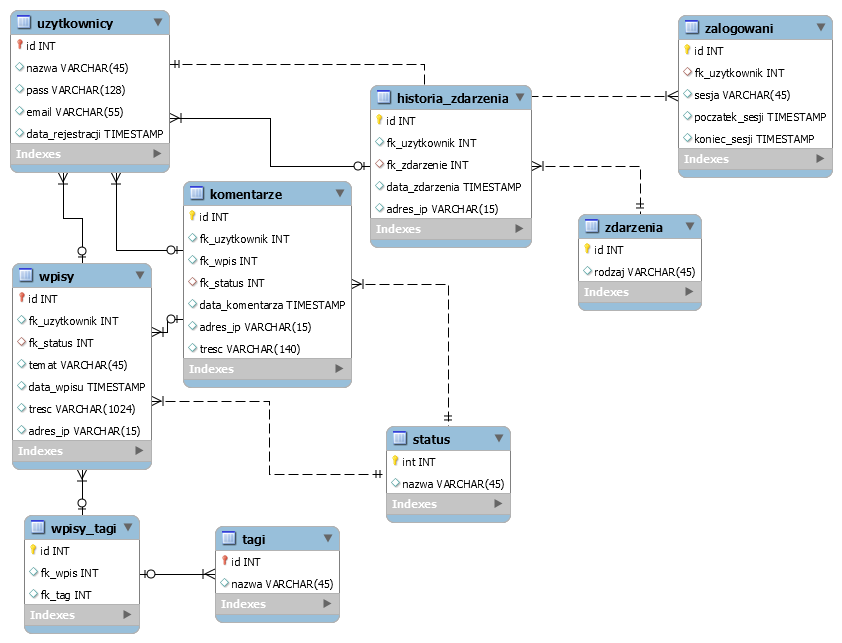 uzytkownicy
id INT
nazwa VARCHAR(45)
pass VARCHAR(128)
email VARCHAR(55)
data_rejestracji TIMESTAMP
Indexes
zalogowani
id INT
fk_uzytkownik INT
sesja VARCHAR(45)
poczatek_sesji TIMESTAMP
koniec_sesji TIMESTAMP
Indexes
historia_zdarzenia
id INT
fk_uzytkownik INT
fk_zdarzenie INT
data_zdarzenia TIMESTAMP
adres_ip VARCHAR(15)
Indexes
komentarze
id INT
fk_uzytkownik INT
fk_wpis INT
fk_status INT
data_komentarza TIMESTAMP
adres_ip VARCHAR(15)
tresc VARCHAR(140)
Indexes
zdarzenia
id INT
rodzaj VARCHAR(45)
Indexes
wpisy
id INT
fk_uzytkownik INT
fk_status INT
temat VARCHAR(45)
data_wpisu TIMESTAMP
tresc VARCHAR(1024)
adres_ip VARCHAR(15)
Indexes
status
int INT
nazwa VARCHAR(45)
Indexes
wpisy_tagi
id INT
fk_wpis INT
fk_tag INT
Indexes
tagi
id INT
nazwa VARCHAR(45)
Indexes